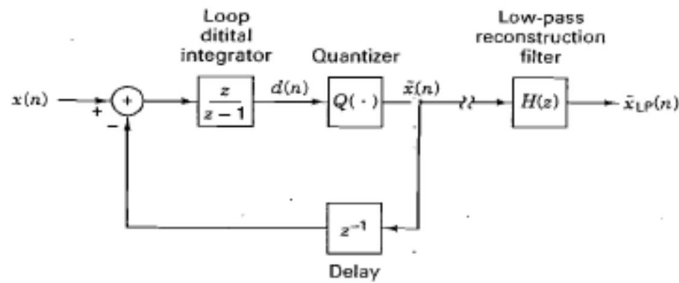 Loop
ditital
integrator
Quantizer
Low-pass
reconstruction
filter
x(n)
+
+
−
z
z − 1
d(n)
Q( · )
x̃(n)
H(z)
x̃LP(n)
z−1
Delay